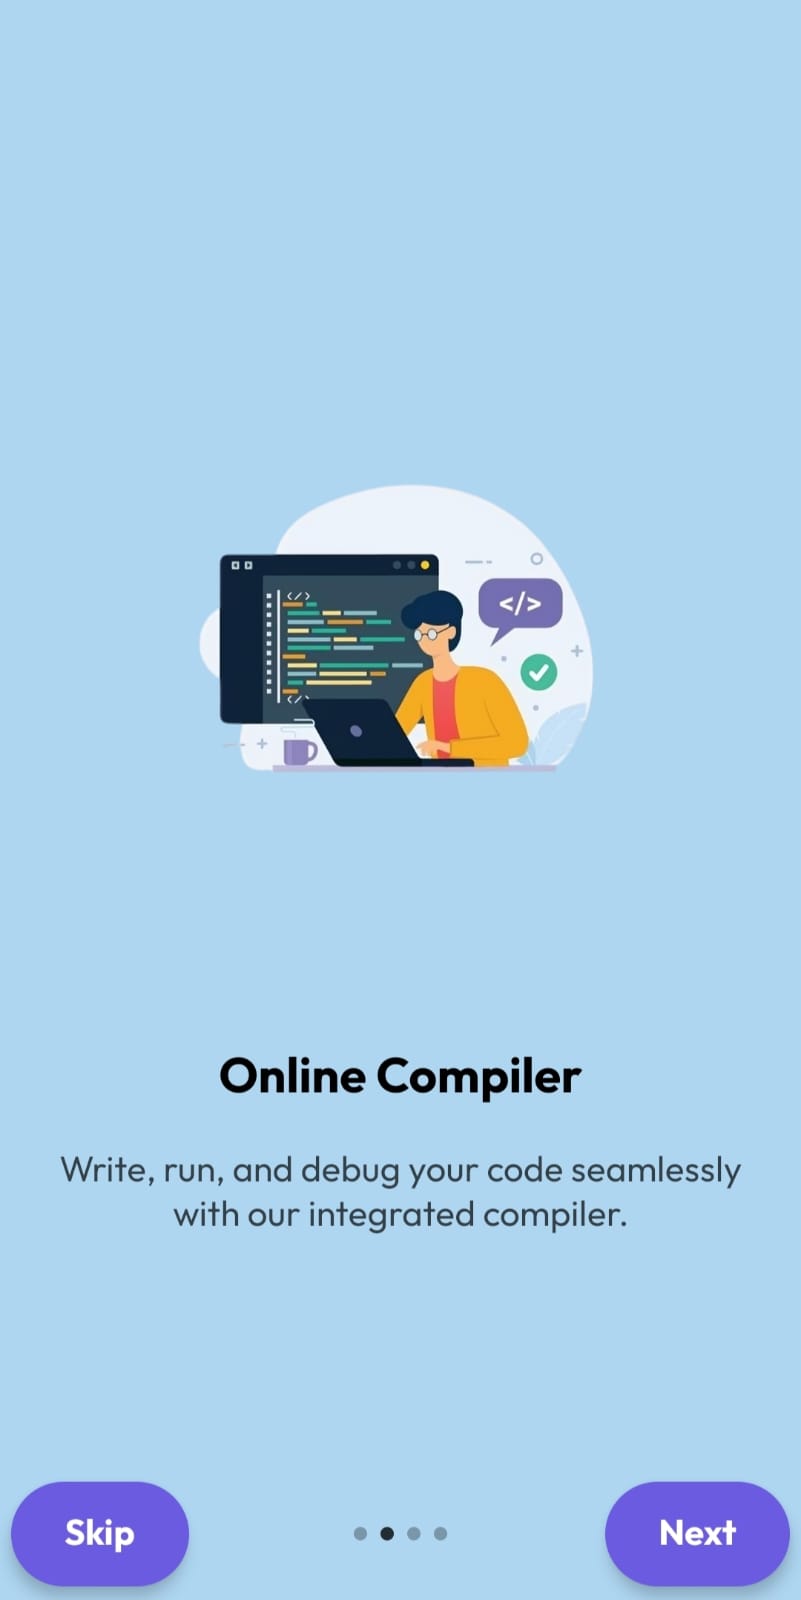 </>
</>
</>
Online Compiler
Write, run, and debug your code seamlessly
with our integrated compiler.
Skip
Next